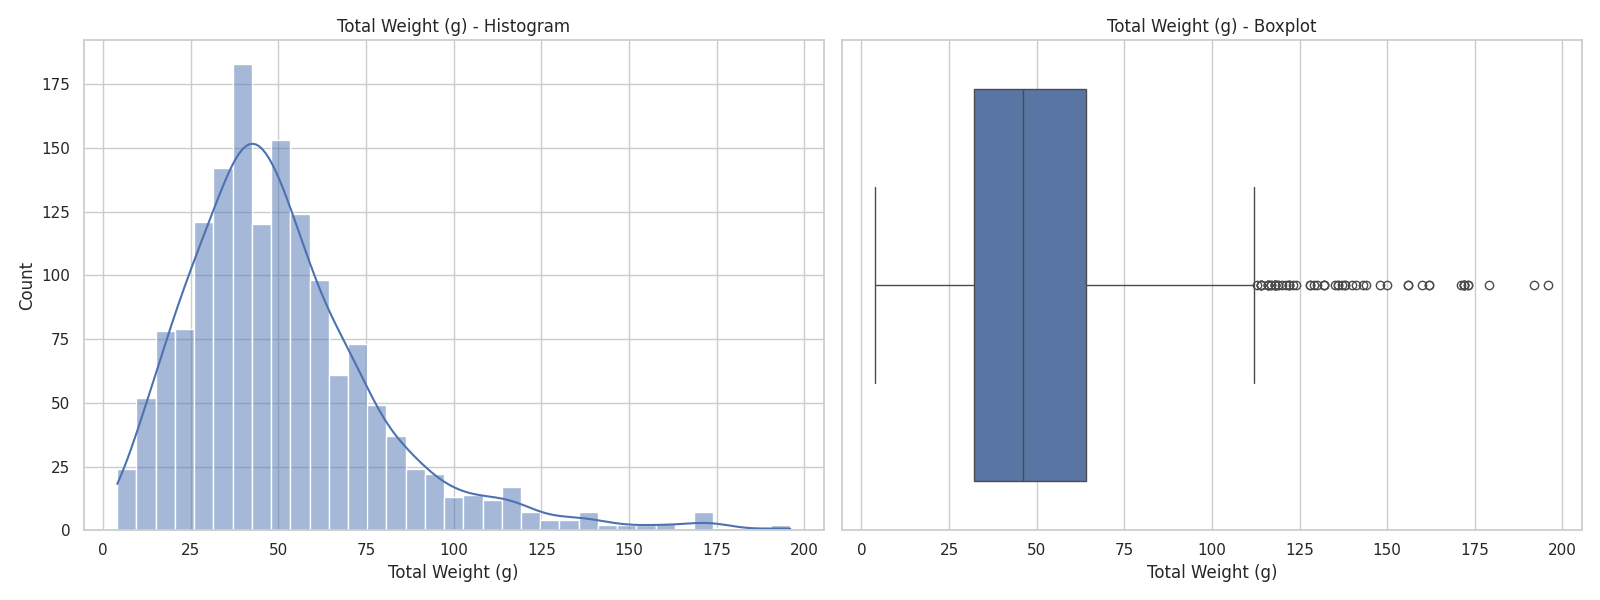 Total Weight (g) - Histogram
175
150
125
100
75
50
25
0
Count
0 25 50 75 100 125 150 175 200
Total Weight (g)
Total Weight (g) - Boxplot
0 25 50 75 100 125 150 175 200
Total Weight (g)